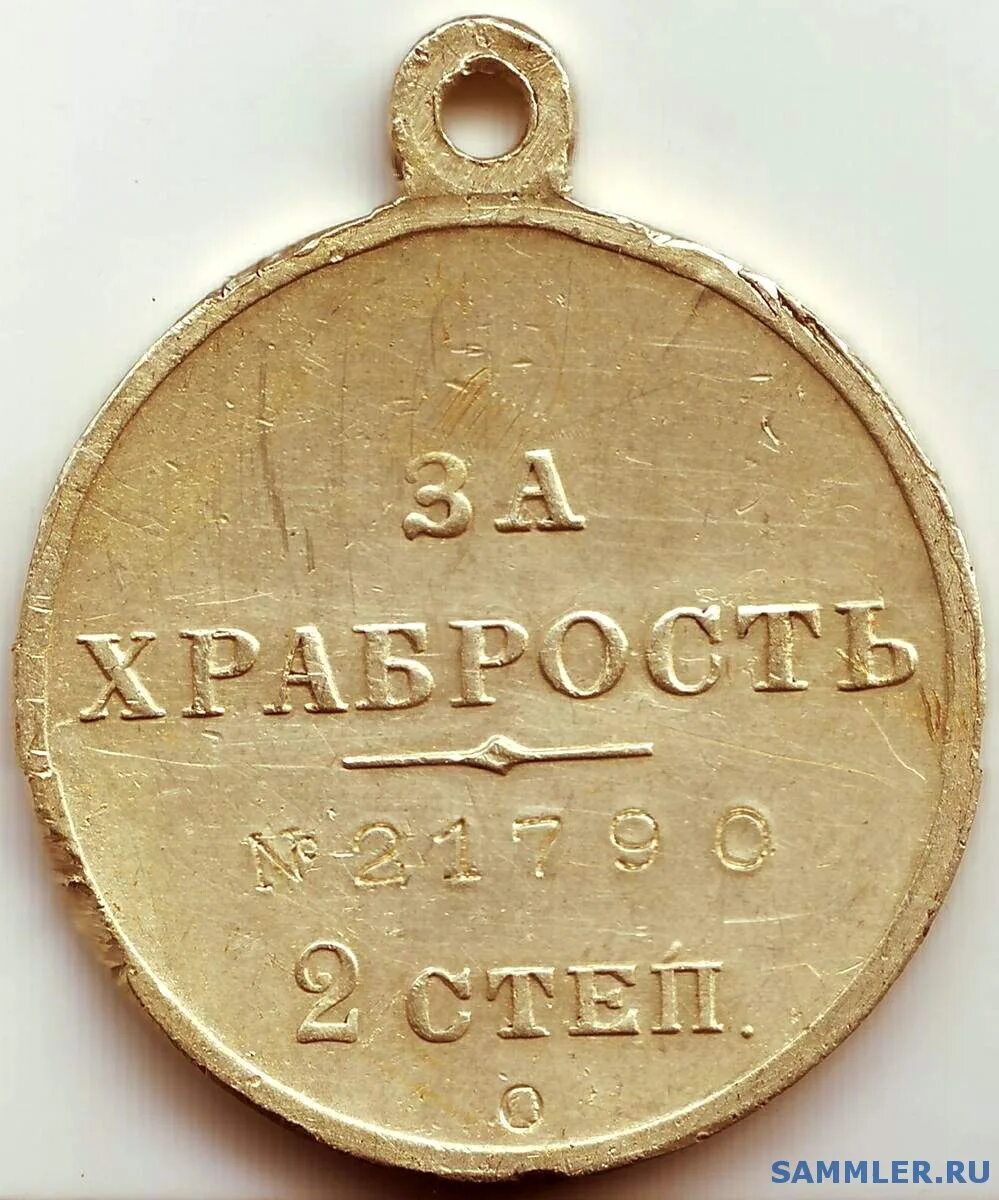 ЗА
ХРАБРОСТЬ
№ 21790
2 СТЕП.
О
SAMMLER.RU